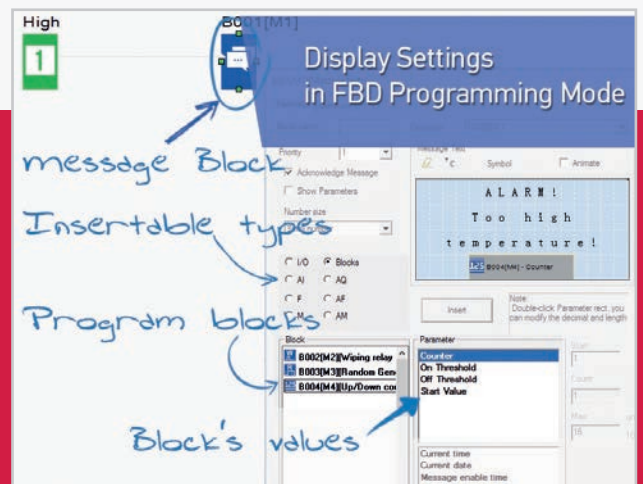 High
B001[M1]
1
Display Settings
in FBD Programming Mode
message Block
Priority
1
Message Text
Acknowledge Message
°C
Symbol
Animate
Show Parameters
Number size
Insertable types
ALARM!
Too high
temperature!
B004[M4] - Counter
I/O
Blocks
AI
AQ
F
AF
M
AM
Insert
Note:
Double-click Parameter rect, you
can modify the decimal and length
Program blocks
Block
Parameter
B002[M2][Wiping relay
B003[M3][Random Gene
B004[M4][Up/Down cou
Counter
On Threshold
Off Threshold
Start Value
Start
1
Count
1
Max
15
Block's values
Current time
Current date
Message enable time